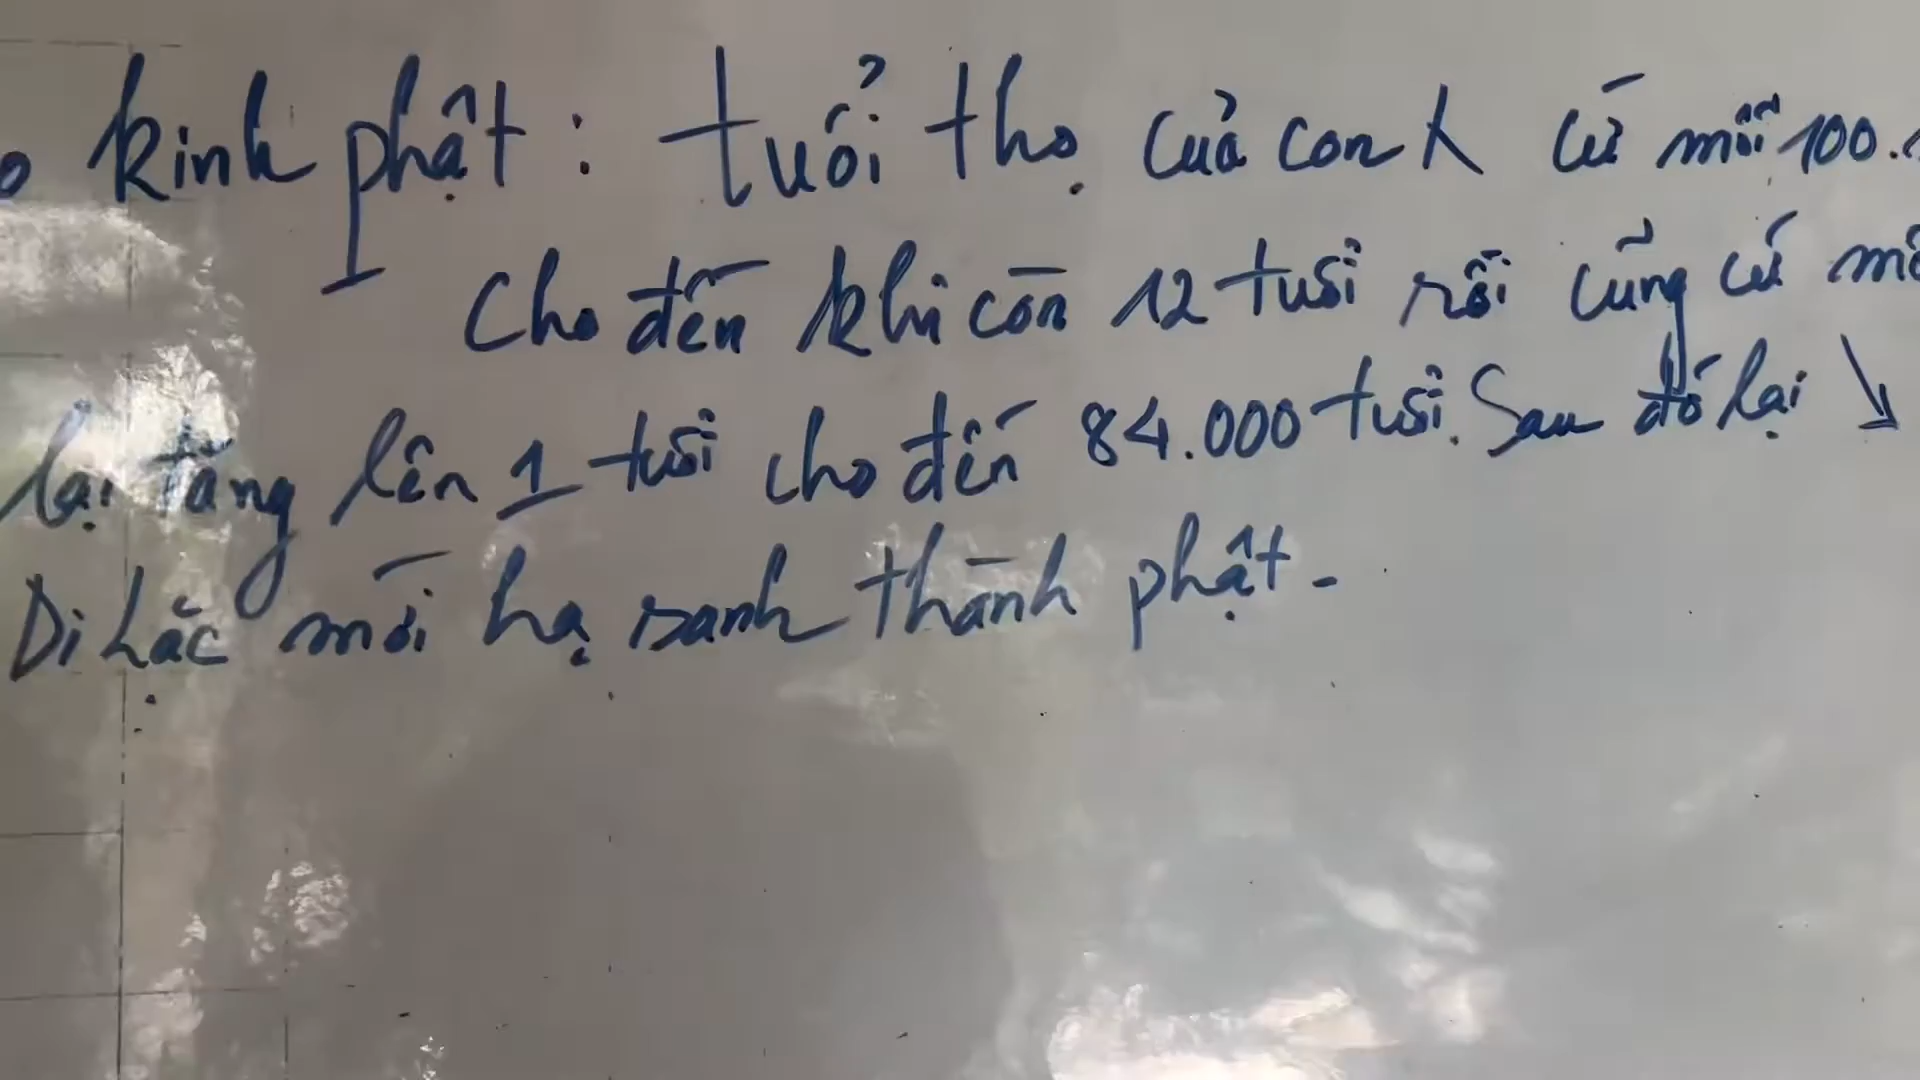 kinh phật: tuổi thọ của con λ cứ mỗi 100.
Cho đến khi còn 12 tuổi rồi cũng cứ
lại tăng lên 1 tuổi cho đến 84.000 tuổi. Sau đó lại ↘
Di Lặc mới hạ sanh thành phật.